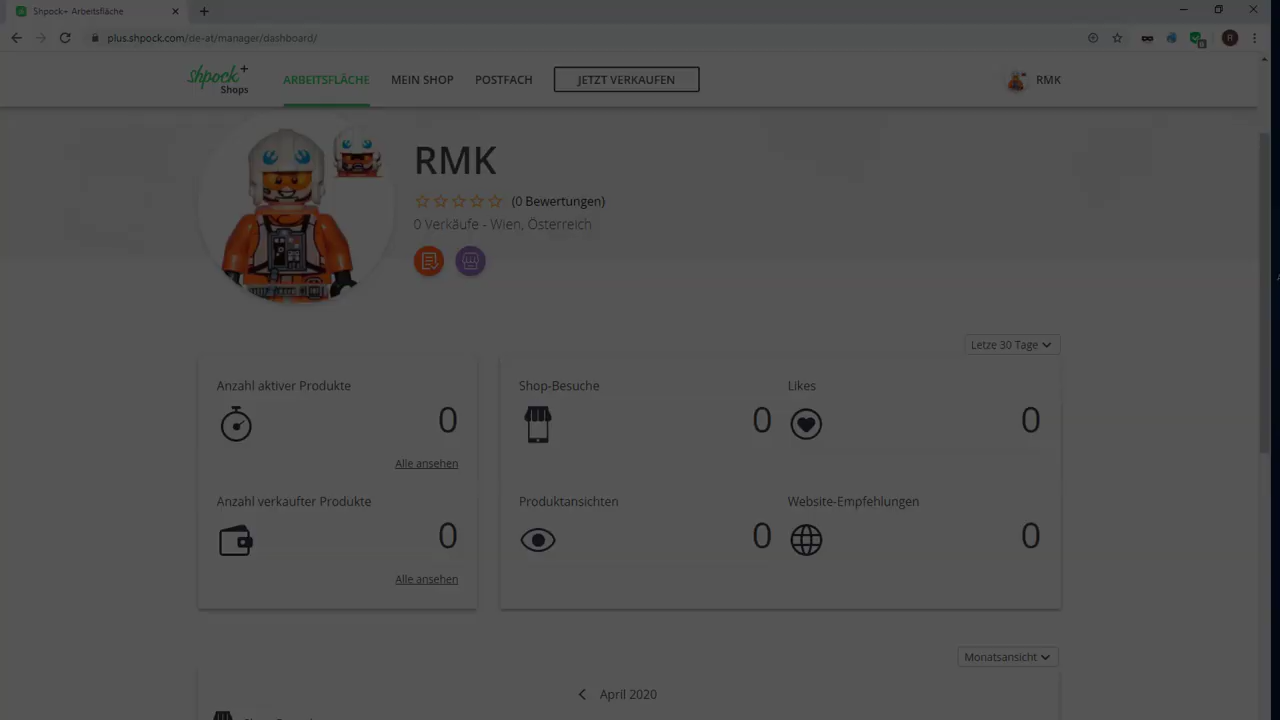 Shpock+ Arbeitsfläche
plus.shpock.com/de-at/manager/dashboard/
shpock+
Shops
ARBEITSFLÄCHE
MEIN SHOP
POSTFACH
JETZT VERKAUFEN
RMK
RMK
(0 Bewertungen)
0 Verkäufe - Wien, Österreich
Letze 30 Tage
Anzahl aktiver Produkte
0
Alle ansehen
Anzahl verkaufter Produkte
0
Alle ansehen
Shop-Besuche
0
Likes
0
Produktansichten
0
Website-Empfehlungen
0
Monatsansicht
April 2020